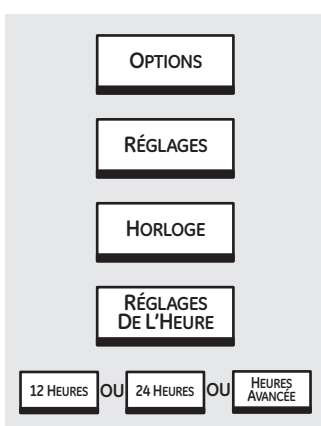 OPTIONS
RÉGLAGES
HORLOGE
RÉGLAGES
DE L'HEURE
12 HEURES OU 24 HEURES OU HEURES AVANCÉE